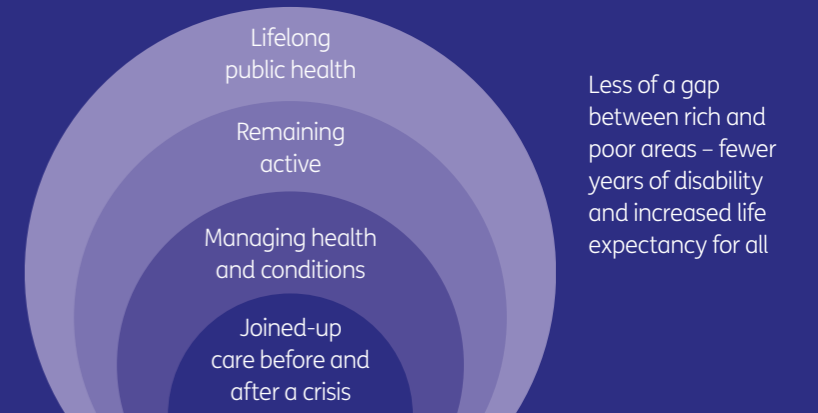 Lifelong
public health
Remaining
active
Managing health
and conditions
Joined-up
care before and
after a crisis
Less of a gap
between rich and
poor areas – fewer
years of disability
and increased life
expectancy for all